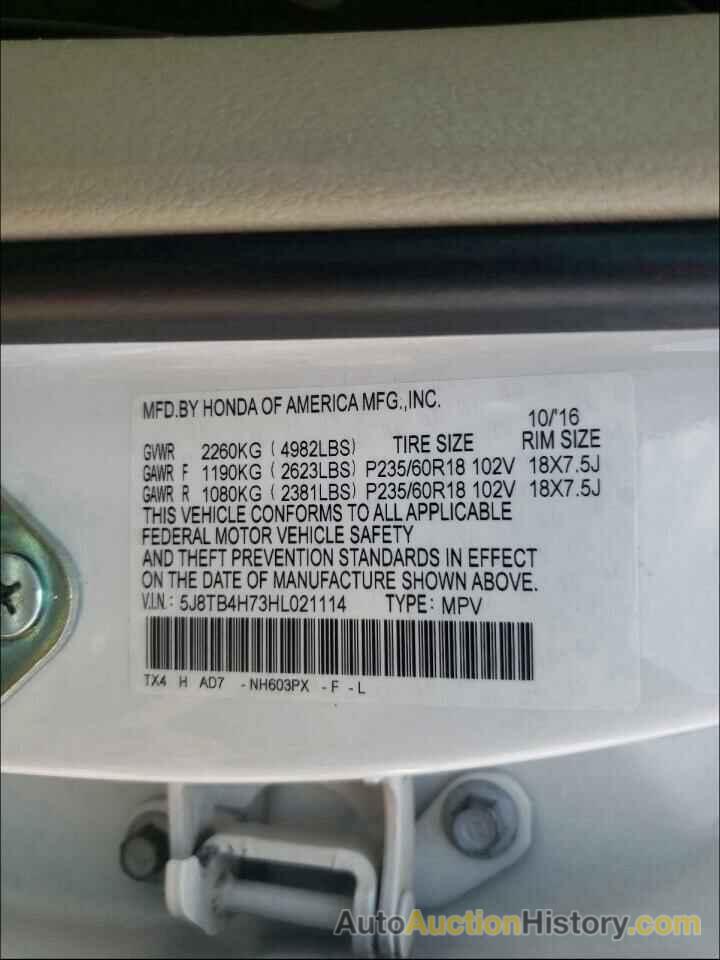 MFD.BY HONDA OF AMERICA MFG.,INC.
10/'16
GVWR 2260KG ( 4982LBS) TIRE SIZE RIM SIZE
GAWR F 1190KG ( 2623LBS) P235/60R18 102V 18X7.5J
GAWR R 1080KG ( 2381LBS) P235/60R18 102V 18X7.5J
THIS VEHICLE CONFORMS TO ALL APPLICABLE
FEDERAL MOTOR VEHICLE SAFETY
AND THEFT PREVENTION STANDARDS IN EFFECT
ON THE DATE OF MANUFACTURE SHOWN ABOVE.
V.I.N.: 5J8TB4H73HL021114 TYPE: MPV
TX4 H AD7 -NH603PX -F -L
AutoAuctionHistory.com